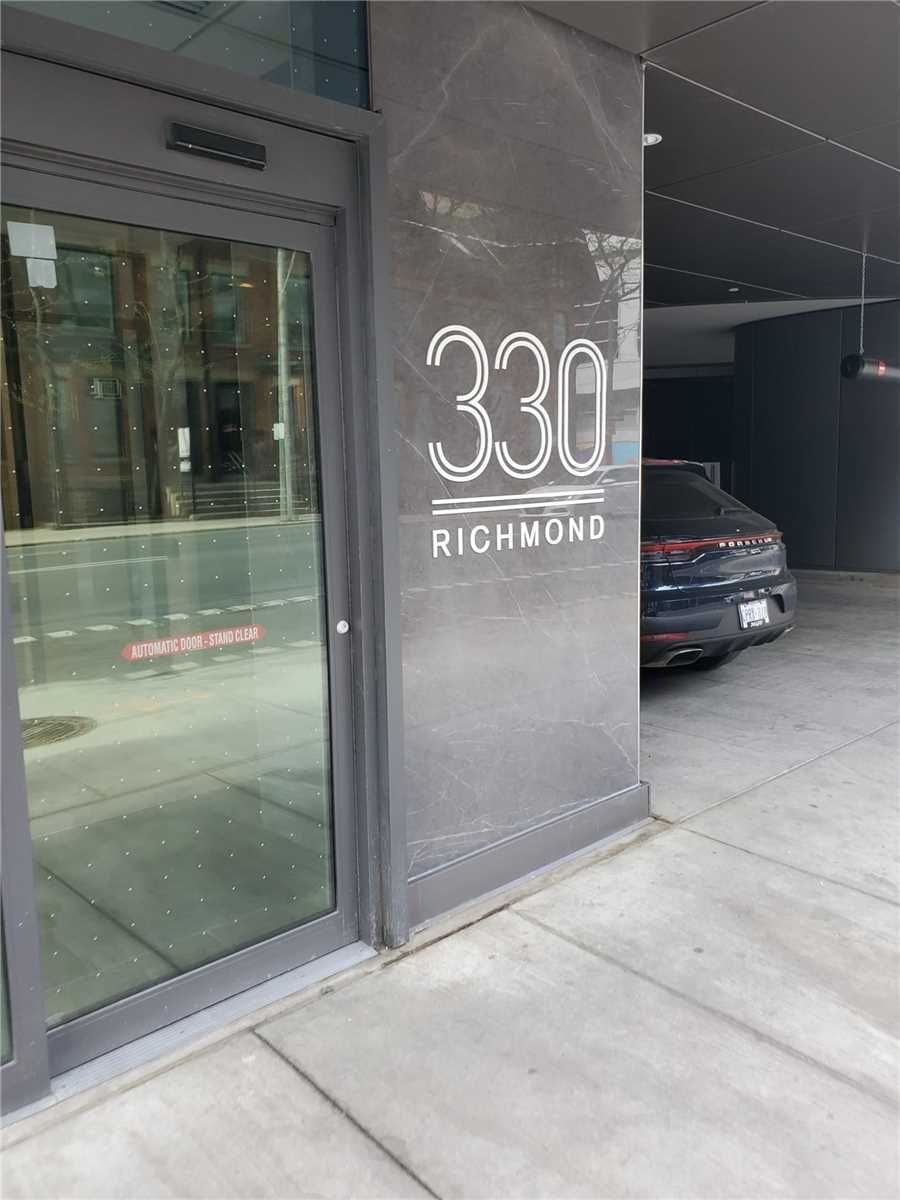 330
RICHMOND
AUTOMATIC DOOR - STAND CLEAR
PORSCHE